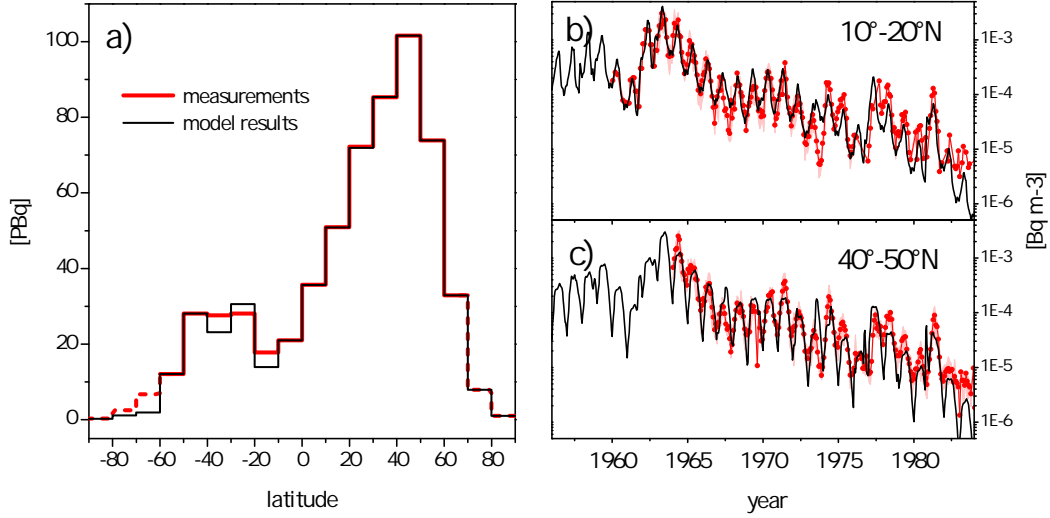 a)
measurements
model results
[PBq]
100
80
60
40
20
0
-80 -60 -40 -20 0 20 40 60 80
latitude
b)
10°-20°N
1E-3
1E-4
1E-5
1E-6
[Bq m-3]
c)
40°-50°N
1E-3
1E-4
1E-5
1E-6
1960 1965 1970 1975 1980
year